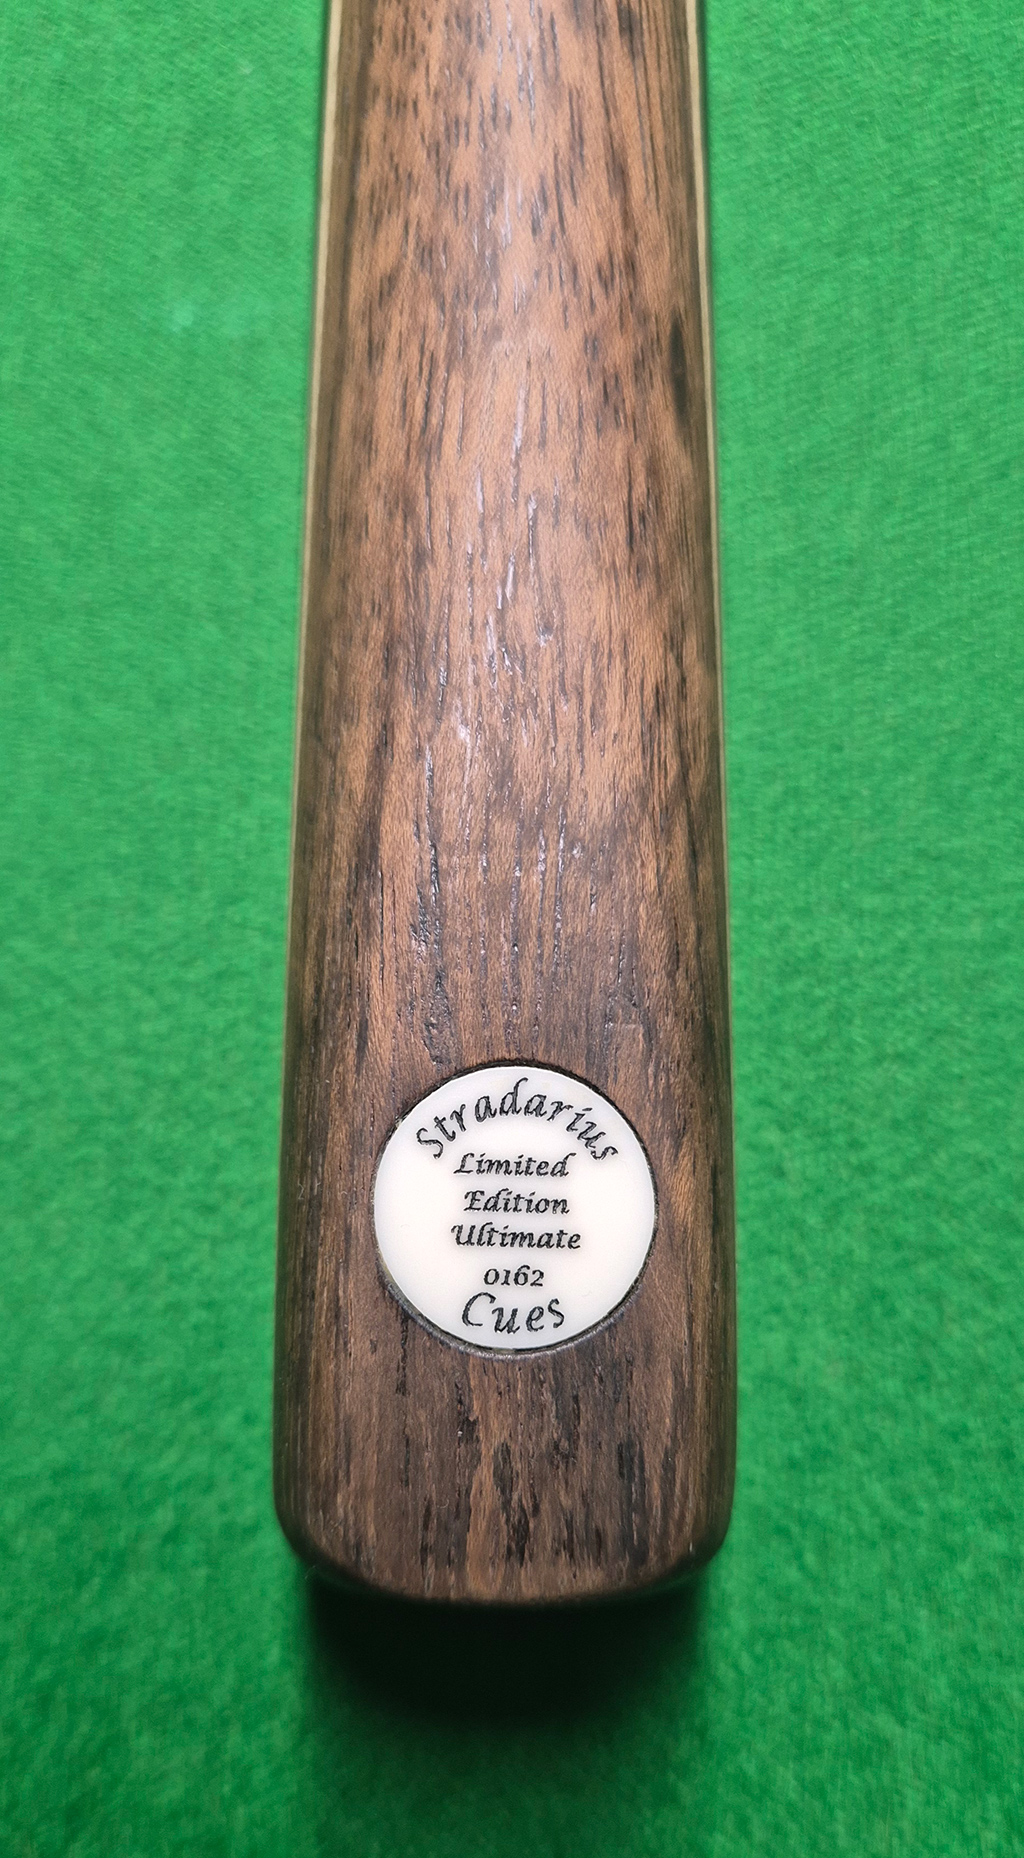 Stradarius
Limited
Edition
Ultimate
0162
Cues